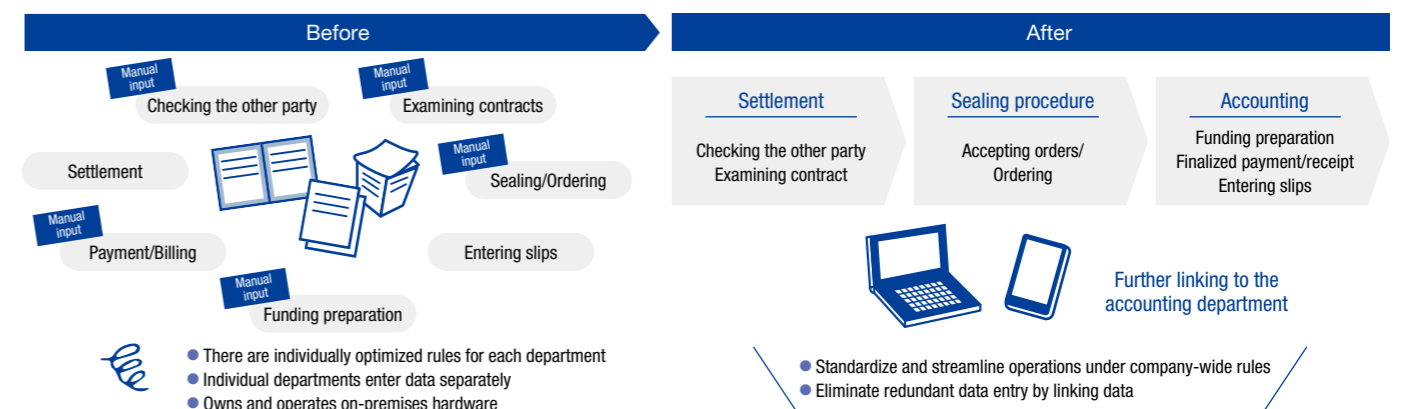 Before
Manual
input
Checking the other party
Manual
input
Examining contracts
Settlement
Manual
input
Sealing/Ordering
Manual
input
Payment/Billing
Entering slips
Manual
input
Funding preparation
There are individually optimized rules for each department
Individual departments enter data separately
Owns and operates on-premises hardware
After
Settlement
Checking the other party
Examining contract
Sealing procedure
Accepting orders/
Ordering
Accounting
Funding preparation
Finalized payment/receipt
Entering slips
Further linking to the
accounting department
Standardize and streamline operations under company-wide rules
Eliminate redundant data entry by linking data